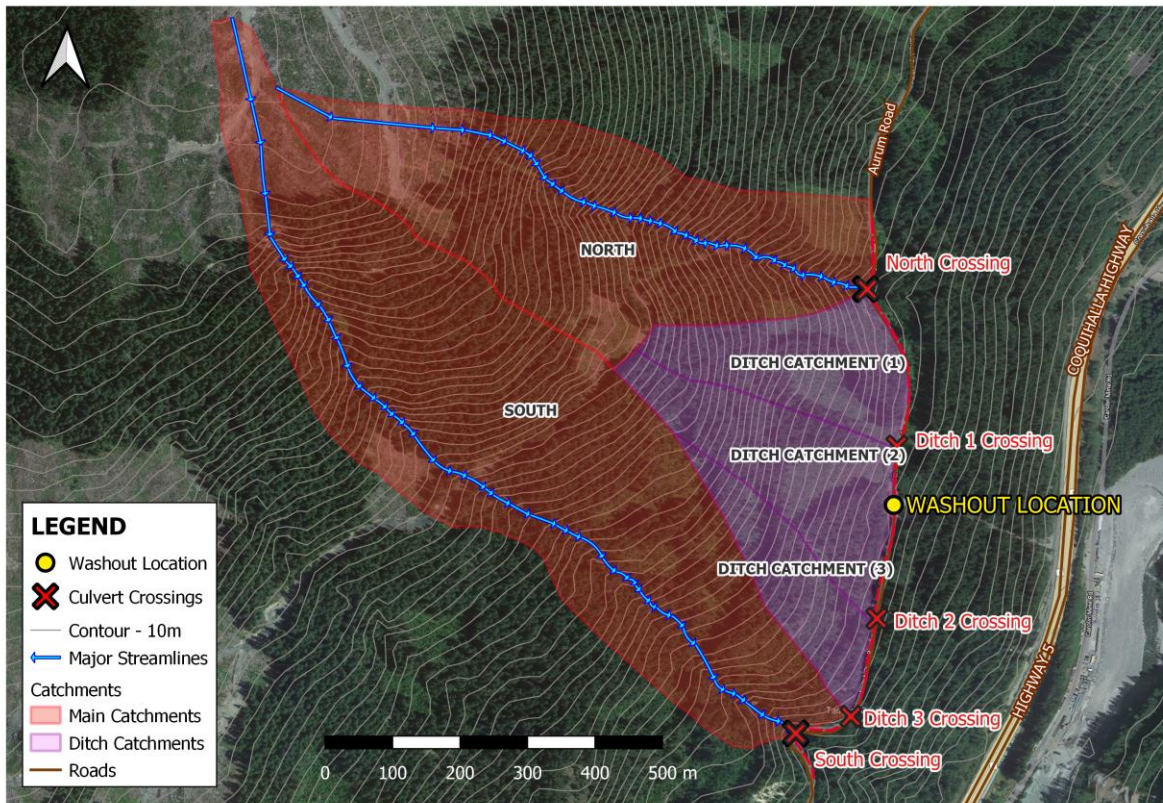 Aurum Road
COQUIHALLA HIGHWAY
NORTH
North Crossing
DITCH CATCHMENT (1)
SOUTH
Ditch 1 Crossing
DITCH CATCHMENT (2)
WASHOUT LOCATION
DITCH CATCHMENT (3)
Ditch 2 Crossing
Ditch 3 Crossing
South Crossing
HIGHWAY 5
LEGEND
Washout Location
Culvert Crossings
Contour - 10m
Major Streamlines
Catchments
Main Catchments
Ditch Catchments
Roads
0 100 200 300 400 500 m